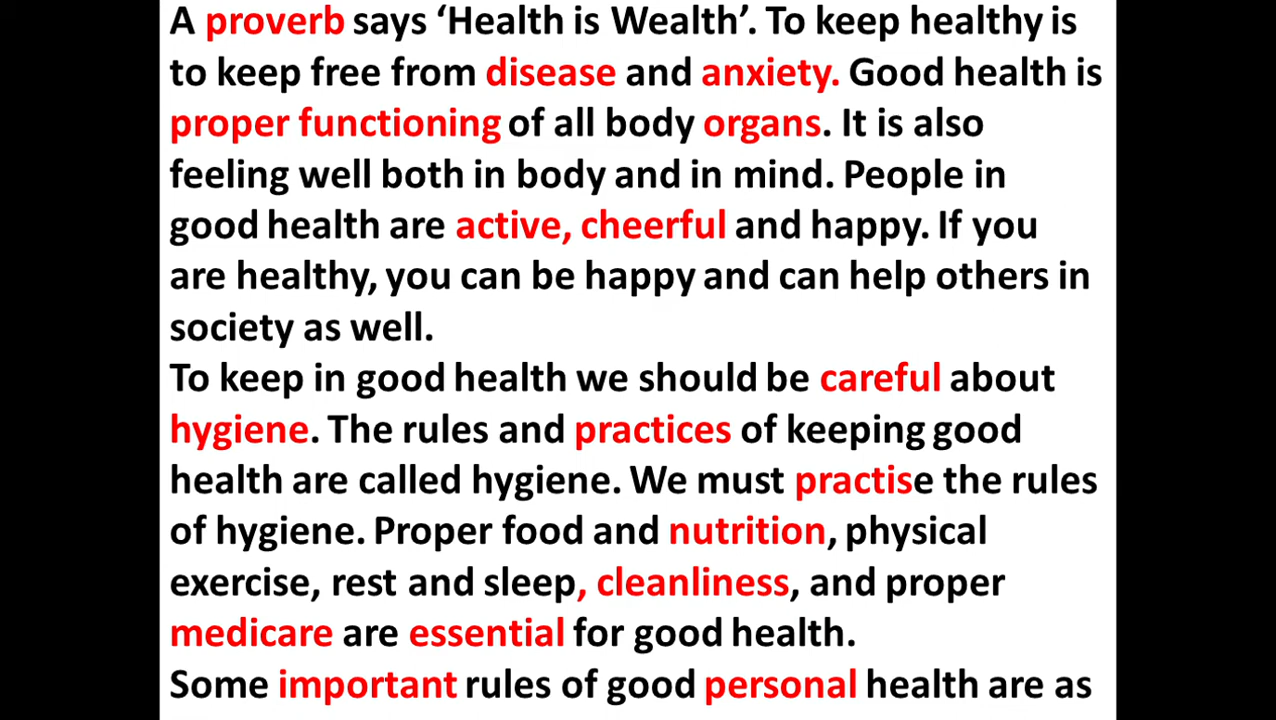 A proverb says ‘Health is Wealth’. To keep healthy is
to keep free from disease and anxiety. Good health is
proper functioning of all body organs. It is also
feeling well both in body and in mind. People in
good health are active, cheerful and happy. If you
are healthy, you can be happy and can help others in
society as well.
To keep in good health we should be careful about
hygiene. The rules and practices of keeping good
health are called hygiene. We must practise the rules
of hygiene. Proper food and nutrition, physical
exercise, rest and sleep, cleanliness, and proper
medicare are essential for good health.
Some important rules of good personal health are as